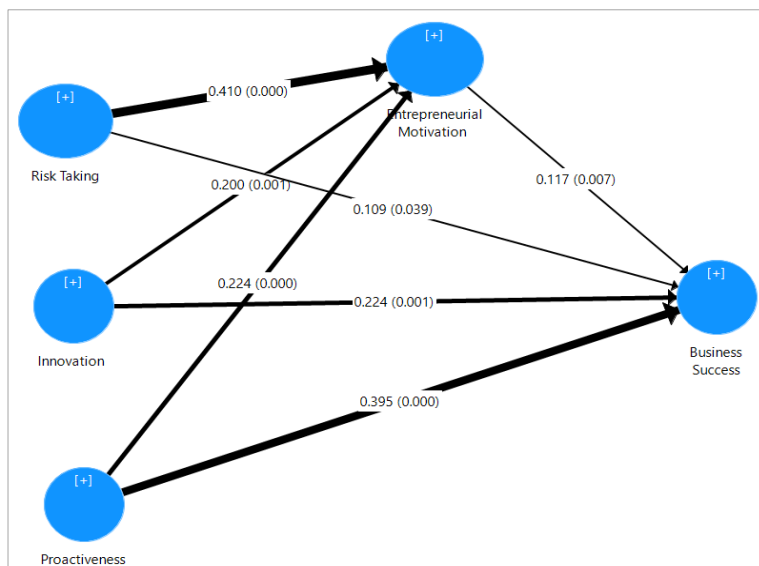 [+]
[+]
0.410 (0.000)
Entrepreneurial
Motivation
Risk Taking
0.200 (0.001)
0.117 (0.007)
0.109 (0.039)
[+]
[+]
0.224 (0.000)
0.224 (0.001)
Innovation
Business
Success
0.395 (0.000)
[+]
Proactiveness